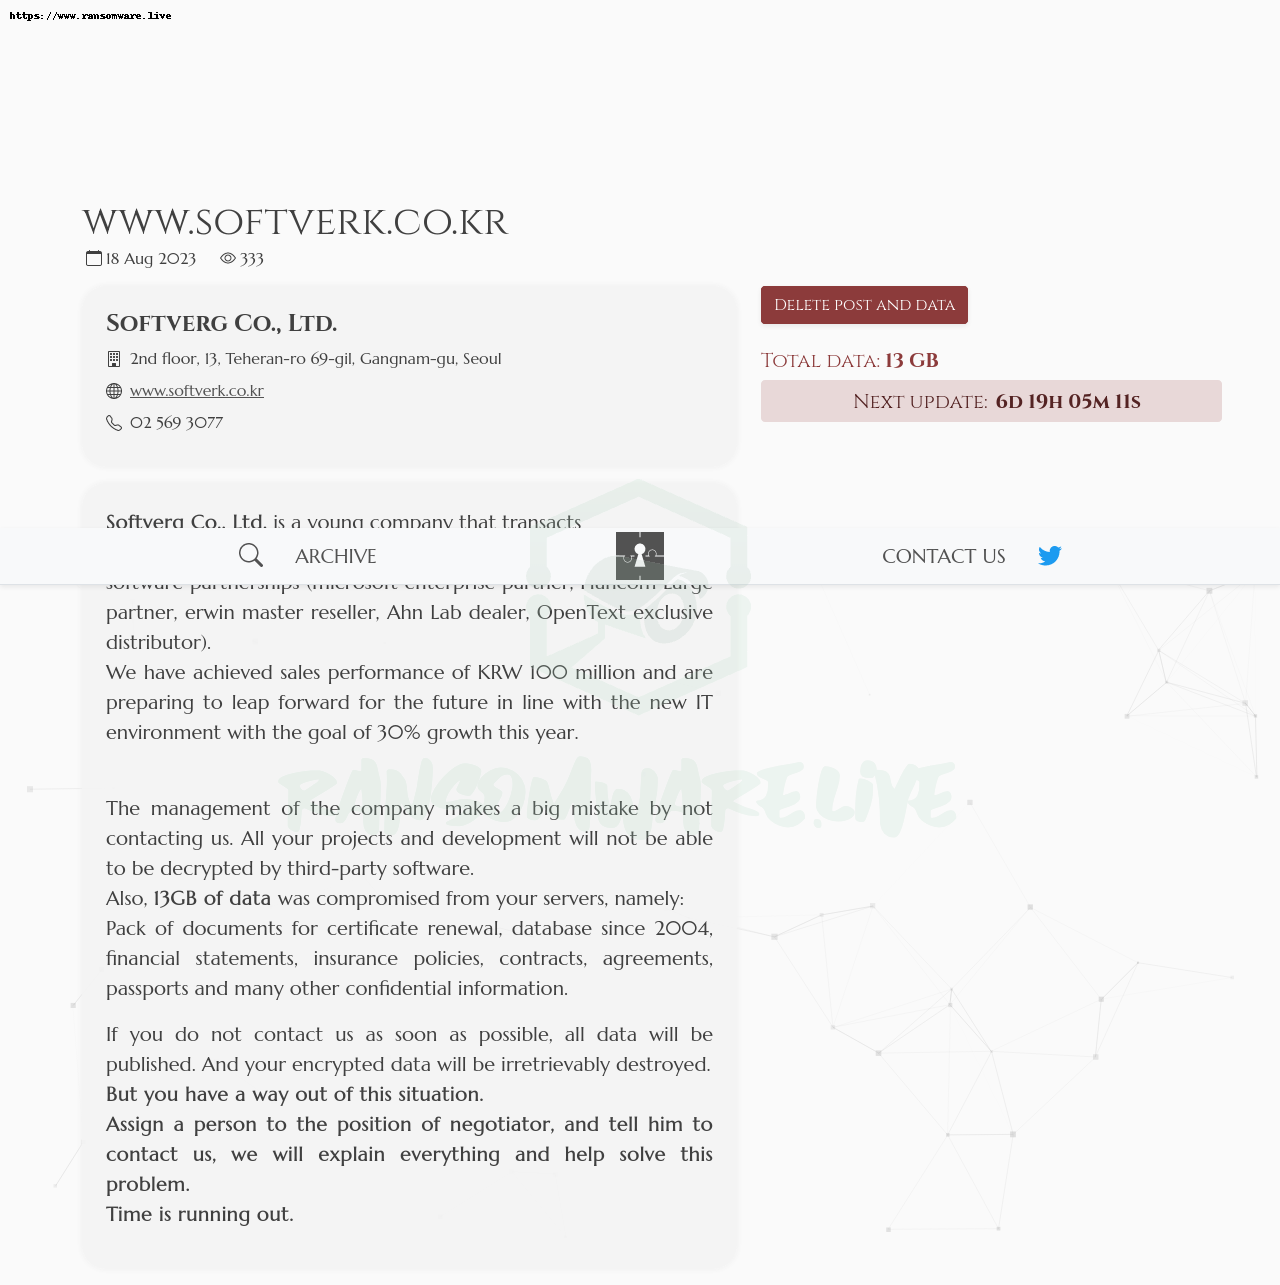 https://www.ransomware.live
WWW.SOFTVERK.CO.KR
18 Aug 2023 333
Softverg Co., Ltd.
2nd floor, 13, Teheran-ro 69-gil, Gangnam-gu, Seoul
www.softverk.co.kr
02 569 3077
Delete post and data
Total data: 13 GB
Next update: 6d 19h 05m 11s
Softverg Co., Ltd. is a young company that transacts
ARCHIVE
CONTACT US
software partnerships (microsoft enterprise partner, Hancom Large
partner, erwin master reseller, Ahn Lab dealer, OpenText exclusive
distributor).
We have achieved sales performance of KRW 100 million and are
preparing to leap forward for the future in line with the new IT
environment with the goal of 30% growth this year.
RANSOMWARE.LIVE
The management of the company makes a big mistake by not
contacting us. All your projects and development will not be able
to be decrypted by third-party software.
Also, 13GB of data was compromised from your servers, namely:
Pack of documents for certificate renewal, database since 2004,
financial statements, insurance policies, contracts, agreements,
passports and many other confidential information.
If you do not contact us as soon as possible, all data will be
published. And your encrypted data will be irretrievably destroyed.
But you have a way out of this situation.
Assign a person to the position of negotiator, and tell him to
contact us, we will explain everything and help solve this
problem.
Time is running out.